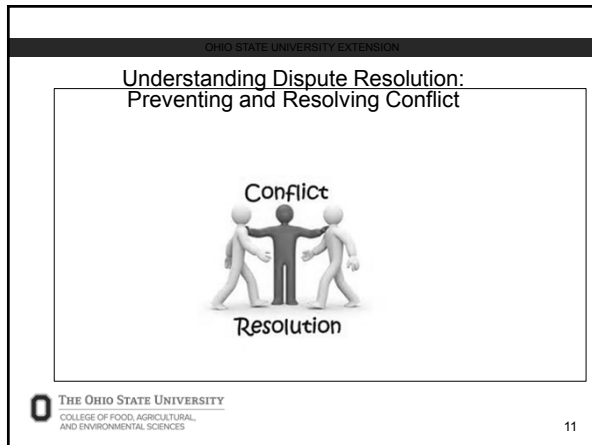 OHIO STATE UNIVERSITY EXTENSION
Understanding Dispute Resolution:
Preventing and Resolving Conflict
Conflict
Resolution
THE OHIO STATE UNIVERSITY
COLLEGE OF FOOD, AGRICULTURAL,
AND ENVIRONMENTAL SCIENCES
11